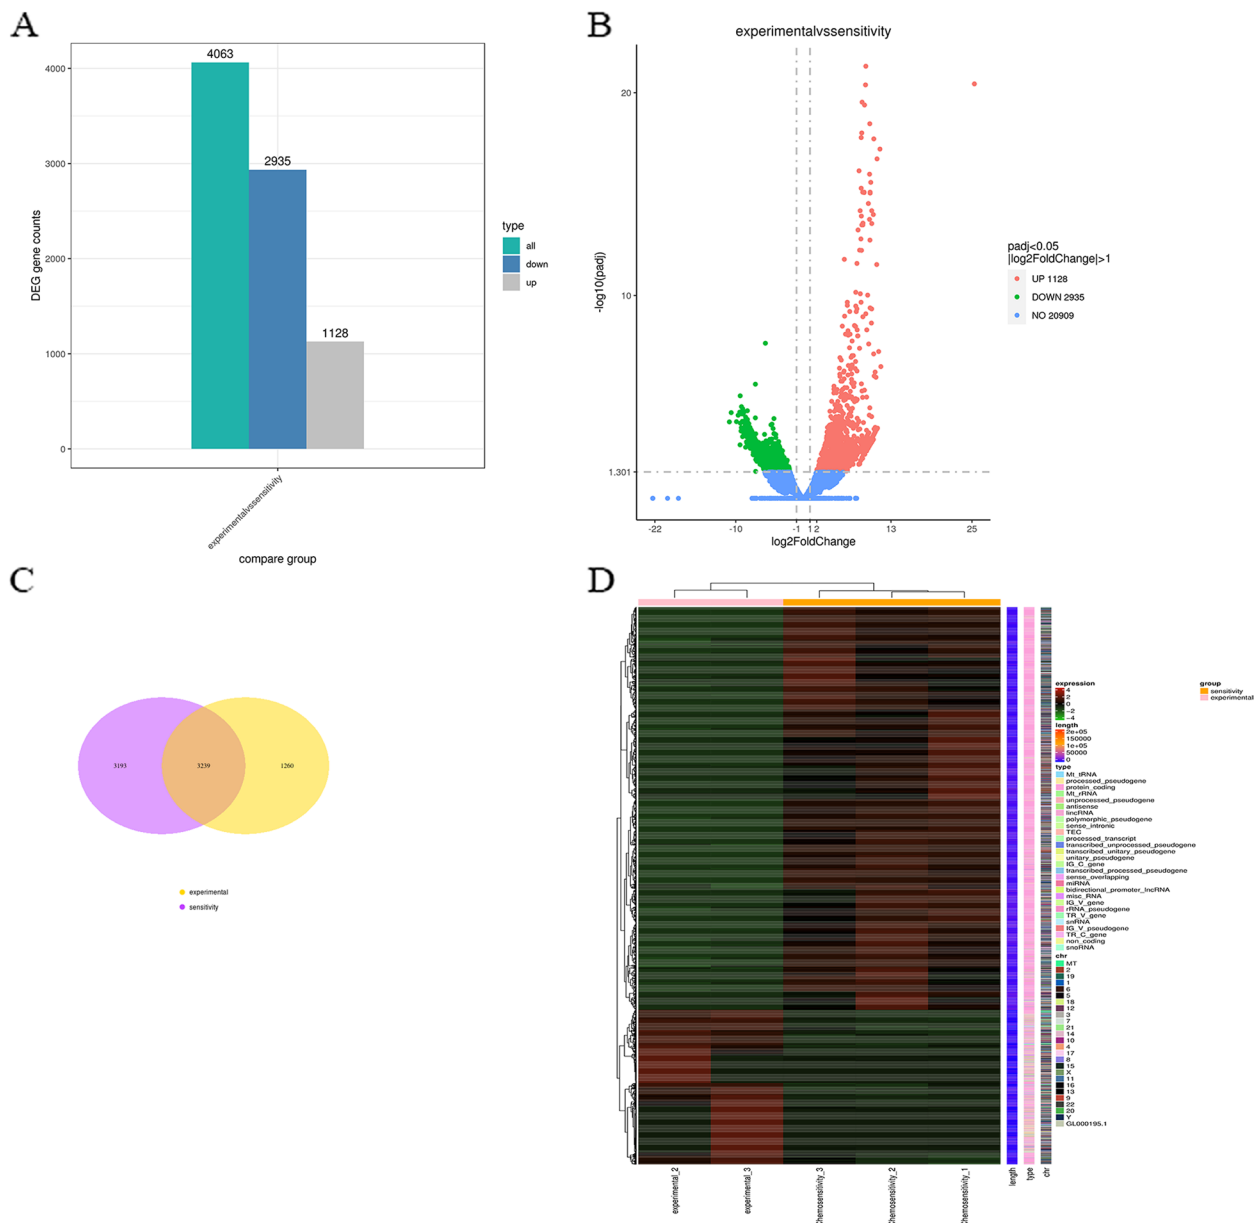 A
4063
2935
1128
4000
3000
2000
1000
0
DEG gene counts
experimentalvssensitivity
compare group
type
all
down
up
B
experimentalvssensitivity
20
10
1.301
-log10(padj)
-22
-10
-1
1
2
13
25
log2FoldChange
padj<0.05
|log2FoldChange|>1
UP 1128
DOWN 2935
NO 20909
C
3193
3239
1260
experimental
sensitivity
D
experimental_2
experimental_3
Chemosensitivity_3
Chemosensitivity_2
Chemosensitivity_1
length
type
chr
expression
4
2
0
−2
−4
length
2e+05
150000
1e+05
50000
0
type
Mt_tRNA
processed_pseudogene
protein_coding
Mt_rRNA
unprocessed_pseudogene
antisense
lincRNA
polymorphic_pseudogene
sense_intronic
TEC
processed_transcript
transcribed_unprocessed_pseudogene
transcribed_unitary_pseudogene
unitary_pseudogene
IG_C_gene
transcribed_processed_pseudogene
sense_overlapping
miRNA
bidirectional_promoter_lncRNA
misc_RNA
IG_V_gene
rRNA_pseudogene
TR_V_gene
snRNA
IG_V_pseudogene
TR_C_gene
non_coding
snoRNA
chr
MT
2
19
1
6
5
18
12
3
7
21
14
10
4
17
8
15
X
11
16
13
9
22
20
Y
GL000195.1
group
sensitivity
experimental